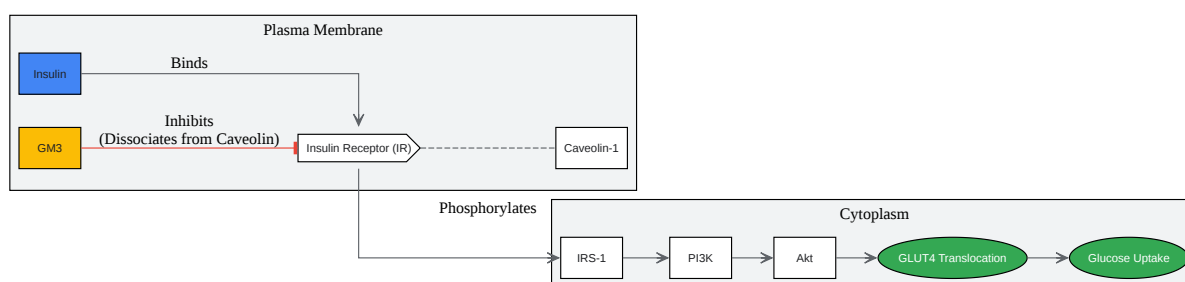 Plasma Membrane
Insulin
Binds
Inhibits
(Dissociates from Caveolin)
GM3
Insulin Receptor (IR)
Caveolin-1
Phosphorylates
Cytoplasm
IRS-1
PI3K
Akt
GLUT4 Translocation
Glucose Uptake